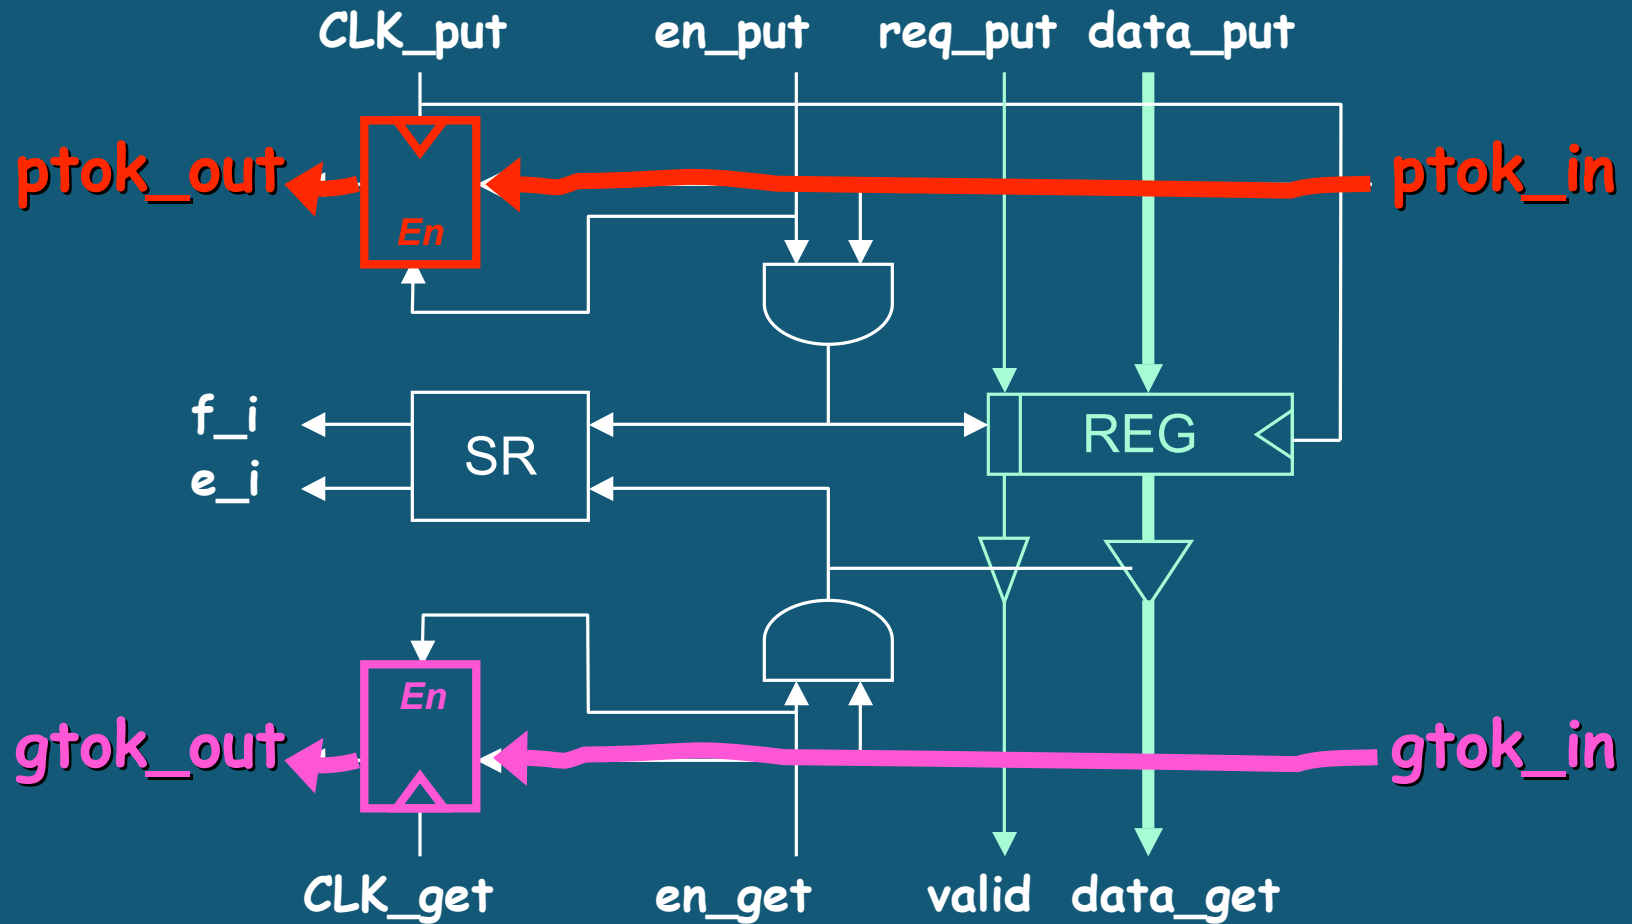 CLK_put en_put req_put data_put
ptok_out ptok_in
En
f_i
SR REG
e_i
En
gtok_out gtok_in
CLK_get en_get valid data_get